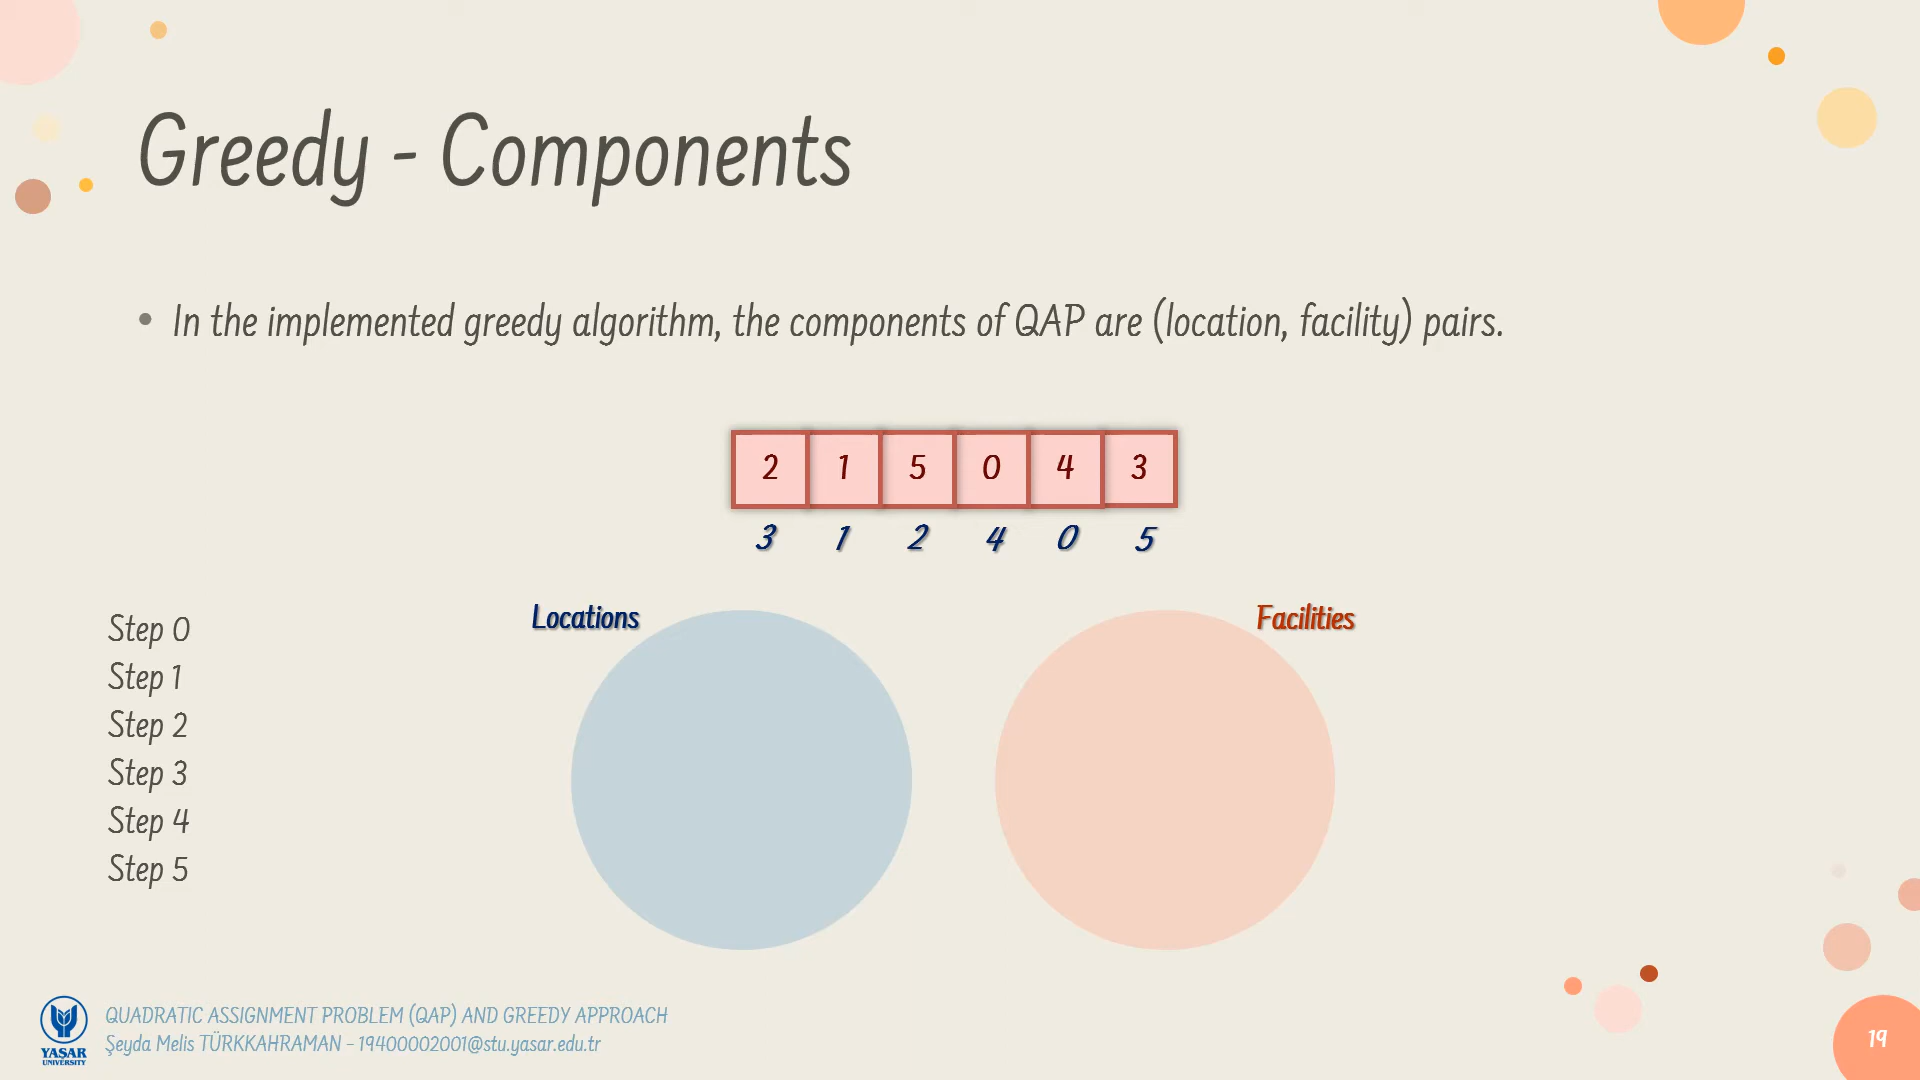 Greedy - Components
• In the implemented greedy algorithm, the components of QAP are (location, facility) pairs.
2 1 5 0 4 3
3 1 2 4 0 5
Locations
Facilities
Step 0
Step 1
Step 2
Step 3
Step 4
Step 5
YAŞAR
UNIVERSITY
QUADRATIC ASSIGNMENT PROBLEM (QAP) AND GREEDY APPROACH
Şeyda Melis TÜRKKAHRAMAN - 19400002001@stu.yasar.edu.tr
19